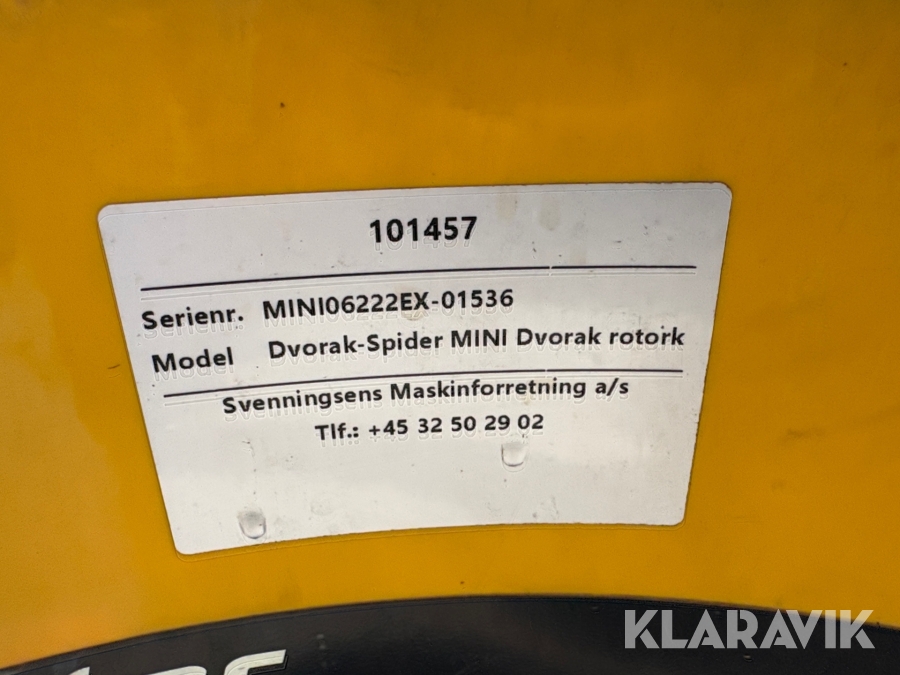 101457
Serienr. MINI06222EX-01536
Model Dvorak-Spider MINI Dvorak rotork
Svenningsens Maskinforretning a/s
Tlf.: +45 32 50 29 02
KLARAVIK